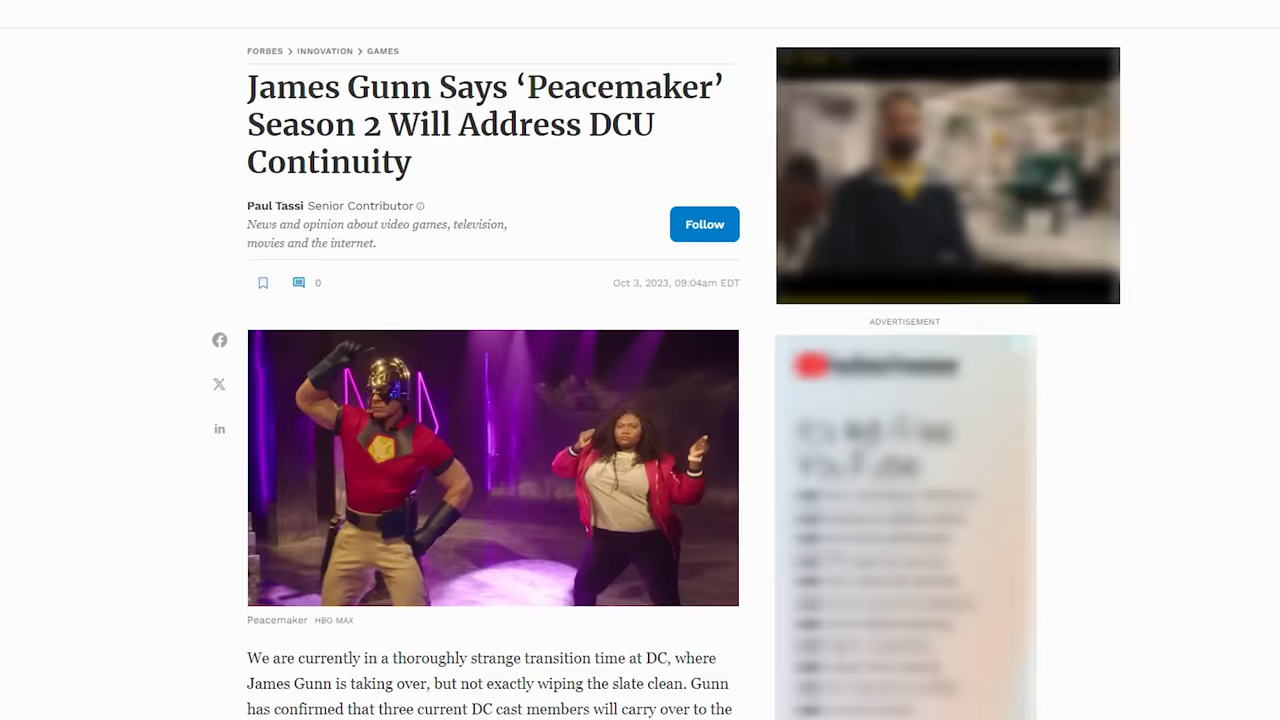 FORBES > INNOVATION > GAMES
James Gunn Says ‘Peacemaker’
Season 2 Will Address DCU
Continuity
Paul Tassi Senior Contributor
News and opinion about video games, television,
movies and the internet.
Follow
0
Oct 3, 2023, 09:04am EDT
ADVERTISEMENT
Peacemaker HBO MAX
We are currently in a thoroughly strange transition time at DC, where
James Gunn is taking over, but not exactly wiping the slate clean. Gunn
has confirmed that three current DC cast members will carry over to the